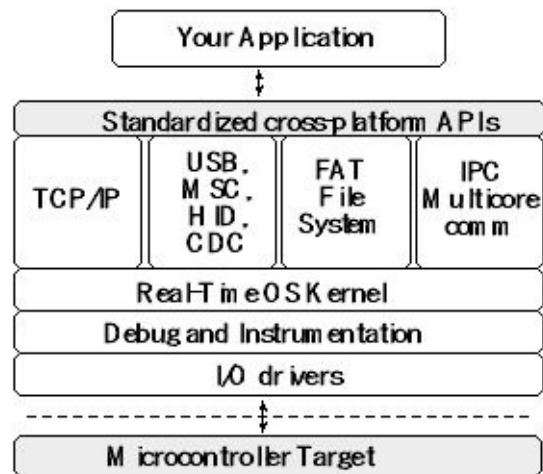 Your Application
Standardized cross-platform APIs
TCP/IP
USB,
MSC,
HID,
CDC
FAT
File
System
IPC
Multicore
comm
Real-Time OS Kernel
Debug and Instrumentation
I/O drivers
Microcontroller Target